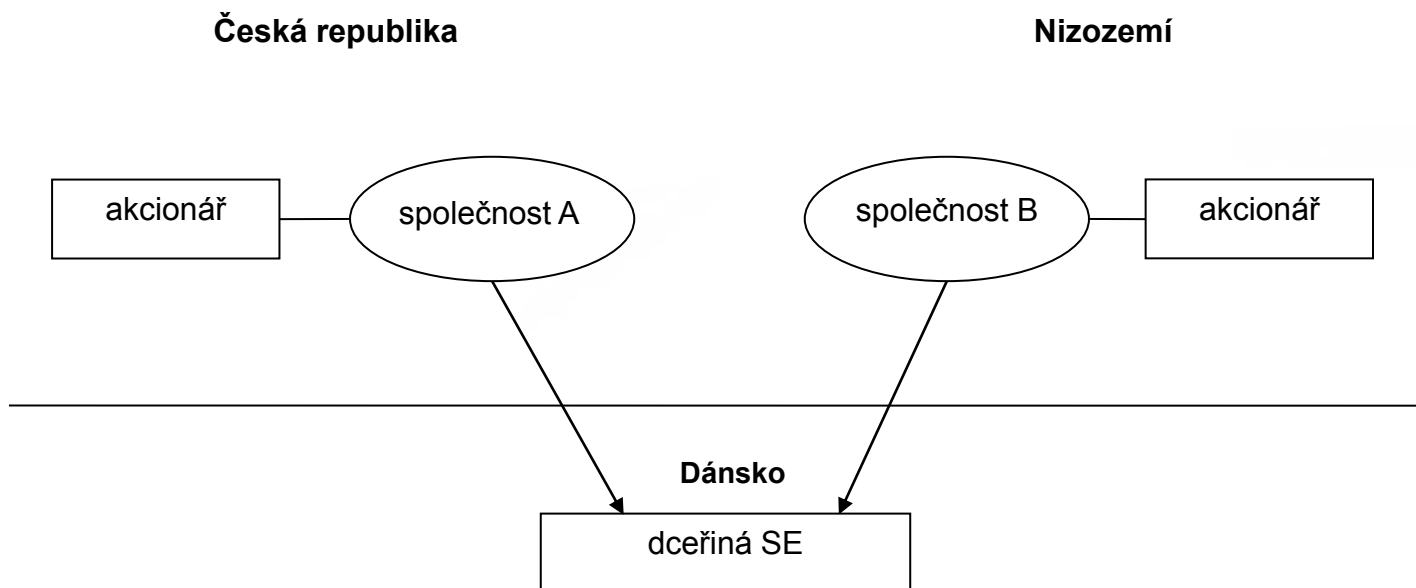 Česká republika
Nizozemí
akcionář
společnost A
společnost B
akcionář
Dánsko
dceřiná SE